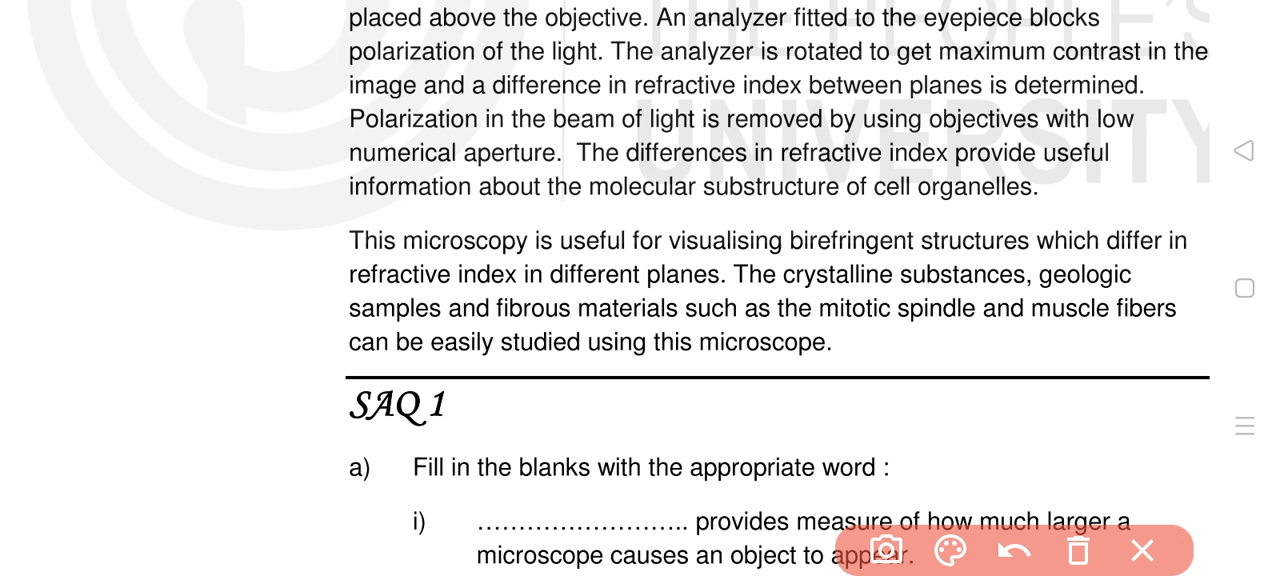 placed above the objective. An analyzer fitted to the eyepiece blocks
polarization of the light. The analyzer is rotated to get maximum contrast in the
image and a difference in refractive index between planes is determined.
Polarization in the beam of light is removed by using objectives with low
numerical aperture.  The differences in refractive index provide useful
information about the molecular substructure of cell organelles.
THE PEOPLE'S
UNIVERSITY
This microscopy is useful for visualising birefringent structures which differ in
refractive index in different planes. The crystalline substances, geologic
samples and fibrous materials such as the mitotic spindle and muscle fibers
can be easily studied using this microscope.
SAQ 1
a) Fill in the blanks with the appropriate word :
i) ........................... provides measure of how much larger a
microscope causes an object to appear.